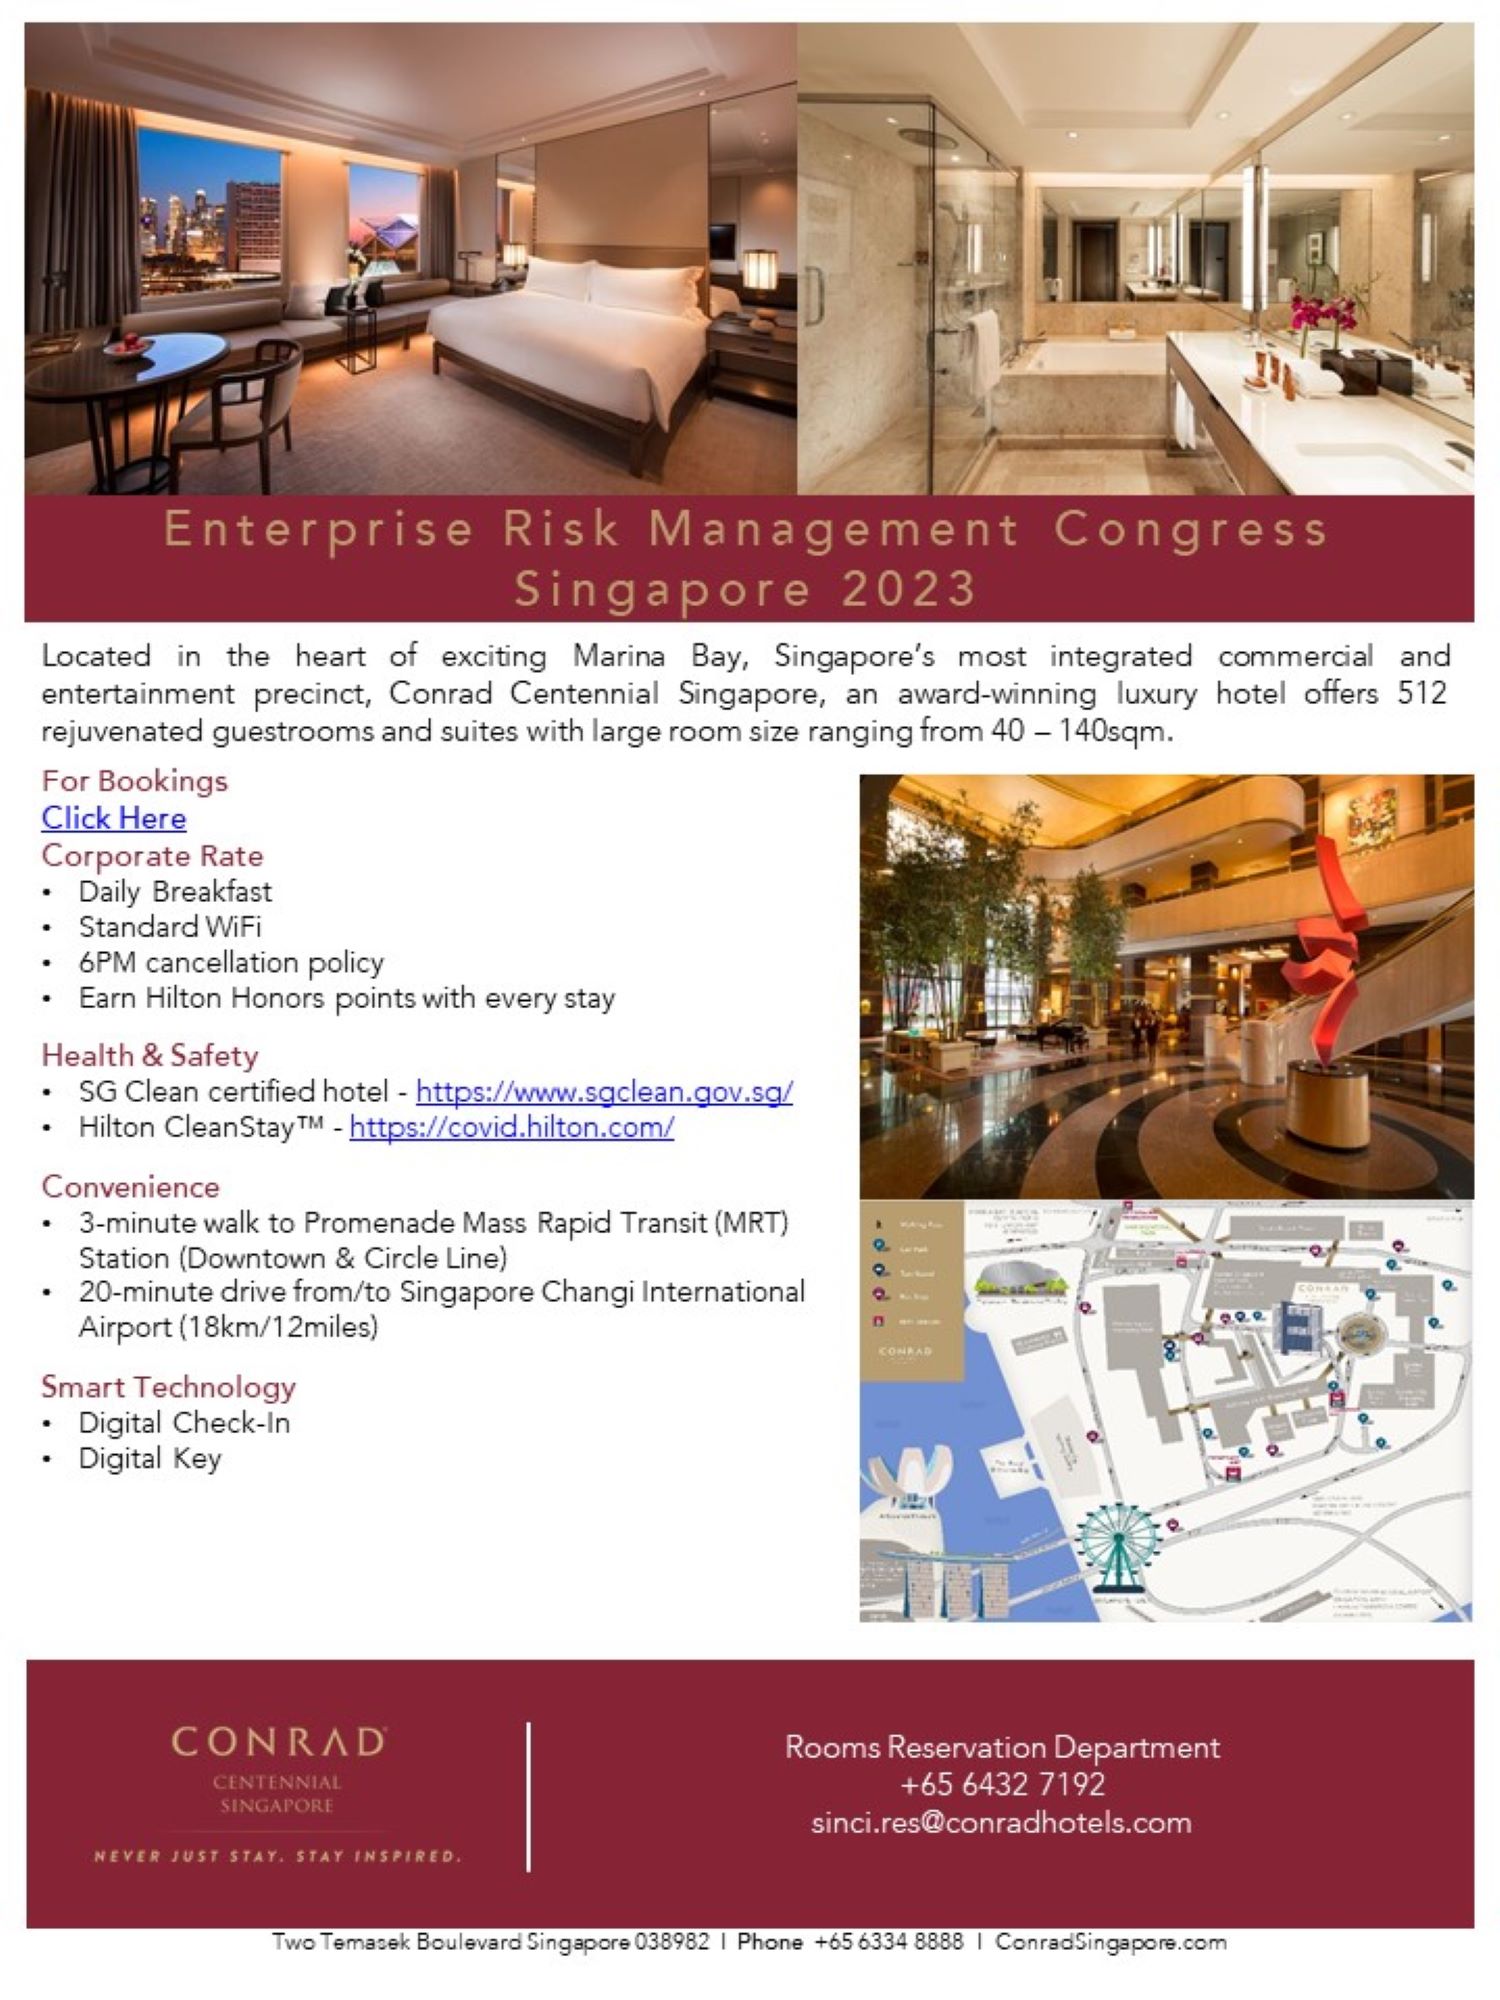 Enterprise Risk Management Congress
Singapore 2023
Located in the heart of exciting Marina Bay, Singapore's most integrated commercial and
entertainment precinct, Conrad Centennial Singapore, an award-winning luxury hotel offers 512
rejuvenated guestrooms and suites with large room size ranging from 40 – 140sqm.
For Bookings
Click Here
Corporate Rate
• Daily Breakfast
• Standard WiFi
• 6PM cancellation policy
• Earn Hilton Honors points with every stay
Health & Safety
• SG Clean certified hotel - https://www.sgclean.gov.sg/
• Hilton CleanStay™ - https://covid.hilton.com/
Convenience
• 3-minute walk to Promenade Mass Rapid Transit (MRT)
Station (Downtown & Circle Line)
• 20-minute drive from/to Singapore Changi International
Airport (18km/12miles)
Smart Technology
• Digital Check-In
• Digital Key
CONRAD
CONRAD
CONRAD
CENTENNIAL
SINGAPORE
NEVER JUST STAY. STAY INSPIRED.
Rooms Reservation Department
+65 6432 7192
sinci.res@conradhotels.com
Two Temasek Boulevard Singapore 038982 | Phone +65 6334 8888 | ConradSingapore.com